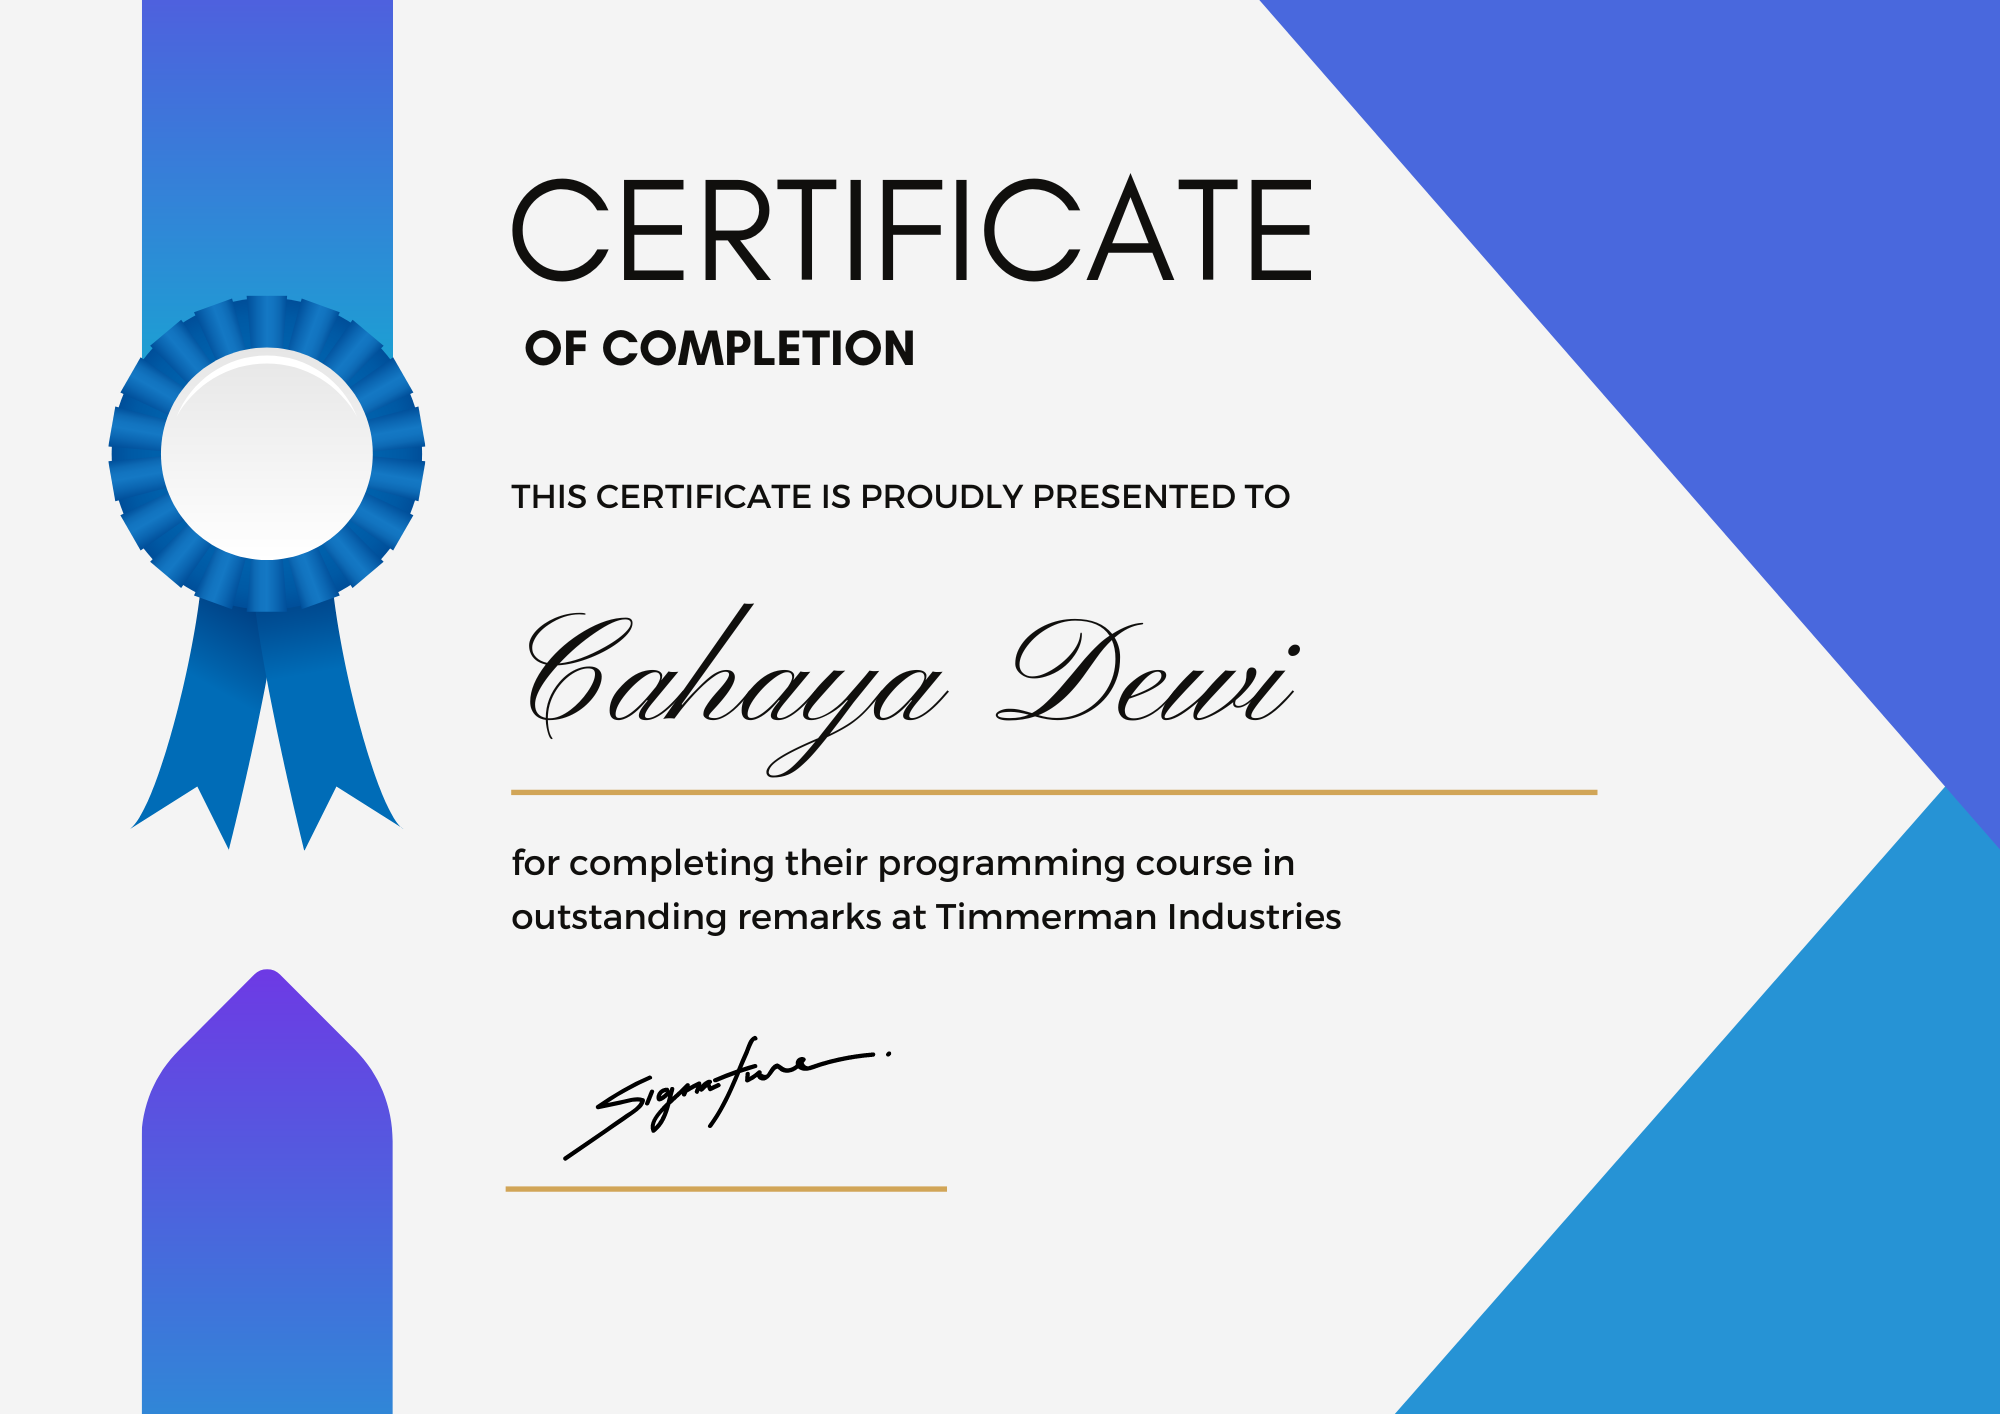 CERTIFICATE
OF COMPLETION
THIS CERTIFICATE IS PROUDLY PRESENTED TO
Cahaya Dewi
for completing their programming course in
outstanding remarks at Timmerman Industries
Signature